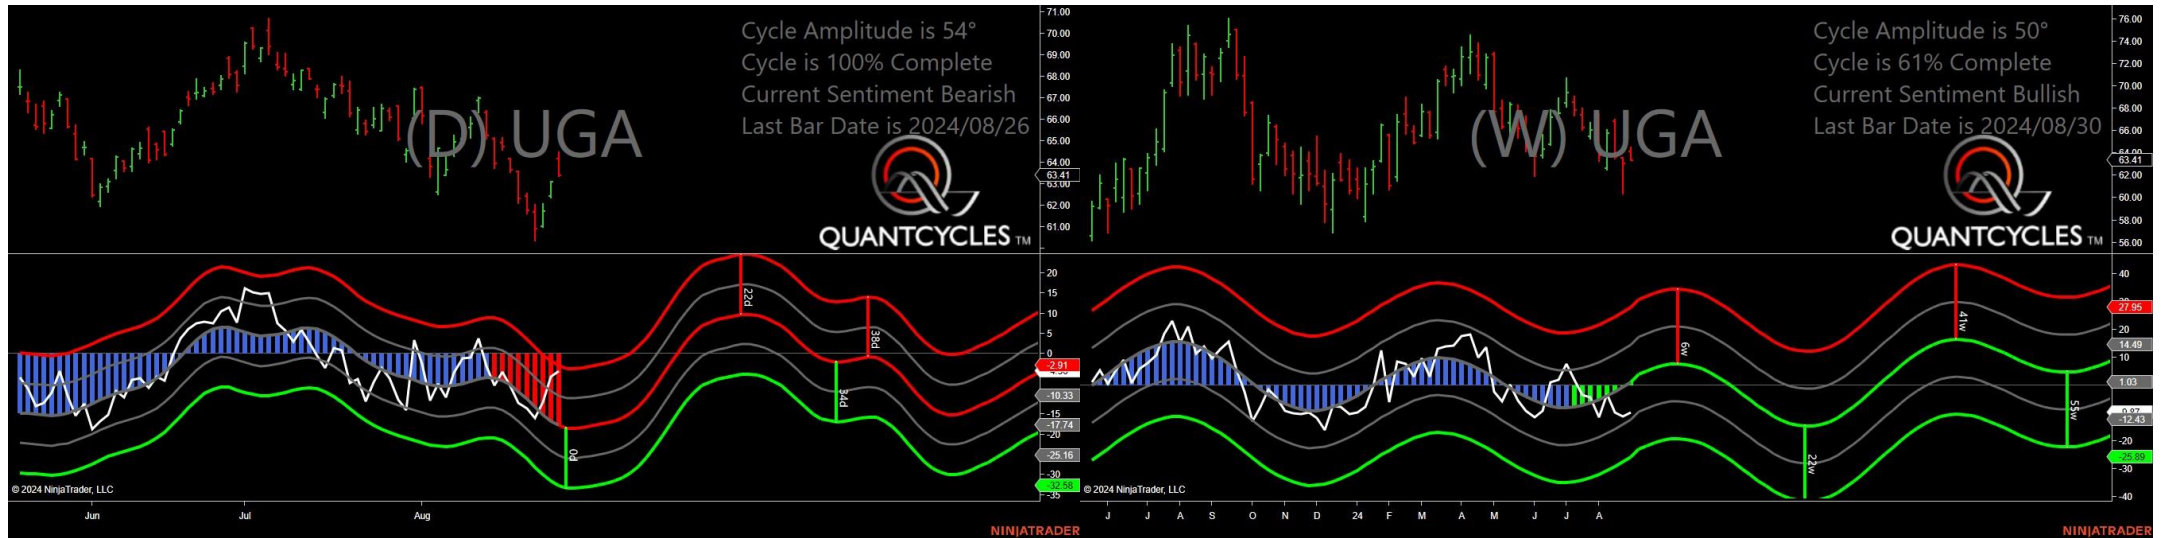 Cycle Amplitude is 54°
Cycle is 100% Complete
Current Sentiment Bearish
Last Bar Date is 2024/08/26
(D) UGA
QUANTCYCLES TM
71.00
70.00
69.00
68.00
67.00
66.00
65.00
64.00
63.41
63.00
62.00
61.00
22d
38d
34d
0d
20
15
10
5
0
-2.91
-10.33
-15
-17.74
-20
-25.16
-30
-32.58
-35
© 2024 NinjaTrader, LLC
Jun
Jul
Aug
NINJATRADER
Cycle Amplitude is 50°
Cycle is 61% Complete
Current Sentiment Bullish
Last Bar Date is 2024/08/30
(W) UGA
QUANTCYCLES TM
76.00
74.00
72.00
70.00
68.00
66.00
64.00
63.41
62.00
60.00
58.00
56.00
6w
22w
41w
55w
40
27.95
20
14.49
10
1.03
-12.43
-20
-25.89
-30
-40
© 2024 NinjaTrader, LLC
J J A S O N D 24 F M A M J J A
NINJATRADER